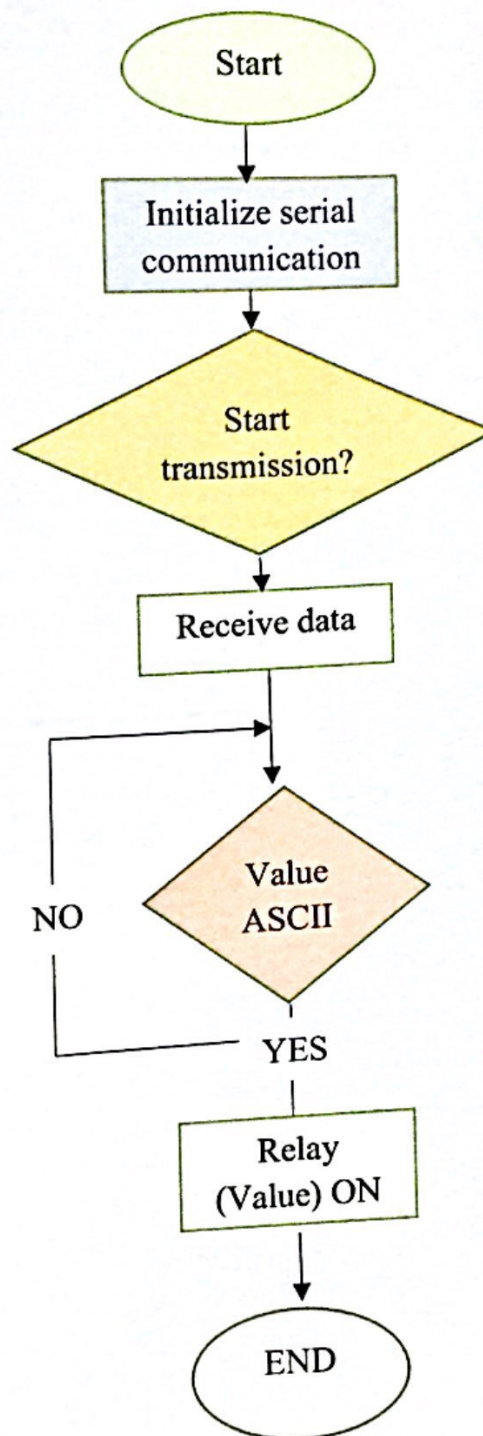 Start
Initialize serial
communication
Start
transmission?
Receive data
Value
ASCII
NO
YES
Relay
(Value) ON
END